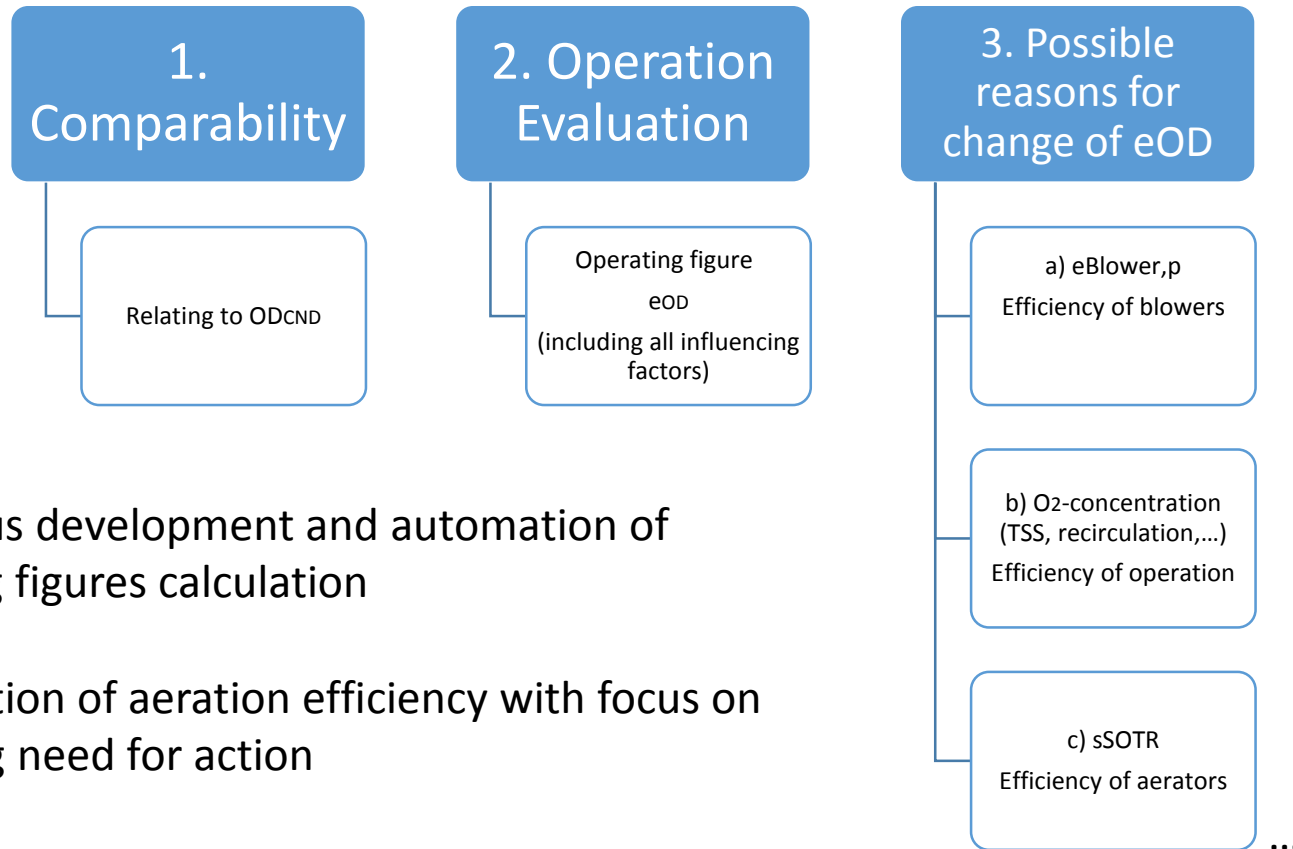 1.
Comparability
Relating to ODCND
2. Operation
Evaluation
Operating figure
eOD
(including all influencing
factors)
3. Possible
reasons for
change of eOD
a) eBlower,p
Efficiency of blowers
b) O2-concentration
(TSS, recirculation,...)
Efficiency of operation
c) sSOTR
Efficiency of aerators
...
development and automation of
figures calculation
of aeration efficiency with focus on
need for action